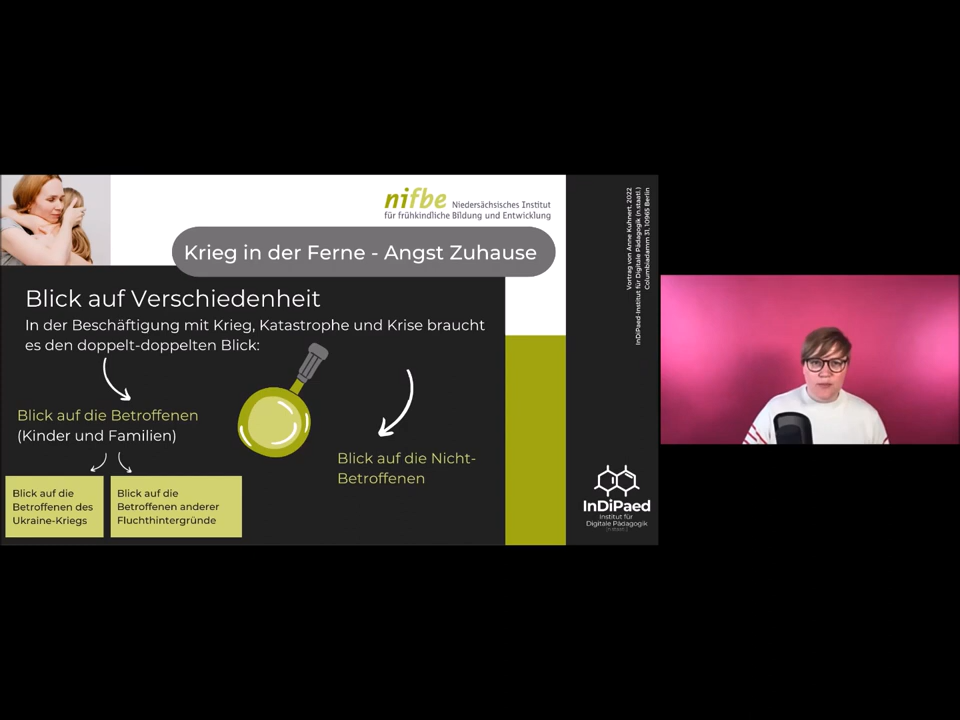 nifbe Niedersächsisches Institut
für frühkindliche Bildung und Entwicklung
Krieg in der Ferne - Angst Zuhause
Blick auf Verschiedenheit
In der Beschäftigung mit Krieg, Katastrophe und Krise braucht
es den doppelt-doppelten Blick:
Blick auf die Betroffenen
(Kinder und Familien)
Blick auf die
Betroffenen des
Ukraine-Kriegs
Blick auf die
Betroffenen anderer
Fluchthintergründe
Blick auf die Nicht-
Betroffenen
Vortrag von Anne Kuhnert, 2022
InDiPaed-Institut für Digitale Pädagogik (n.staatl.)
Columbiadamm 31, 10965 Berlin
InDiPaed
Institut für
Digitale Pädagogik